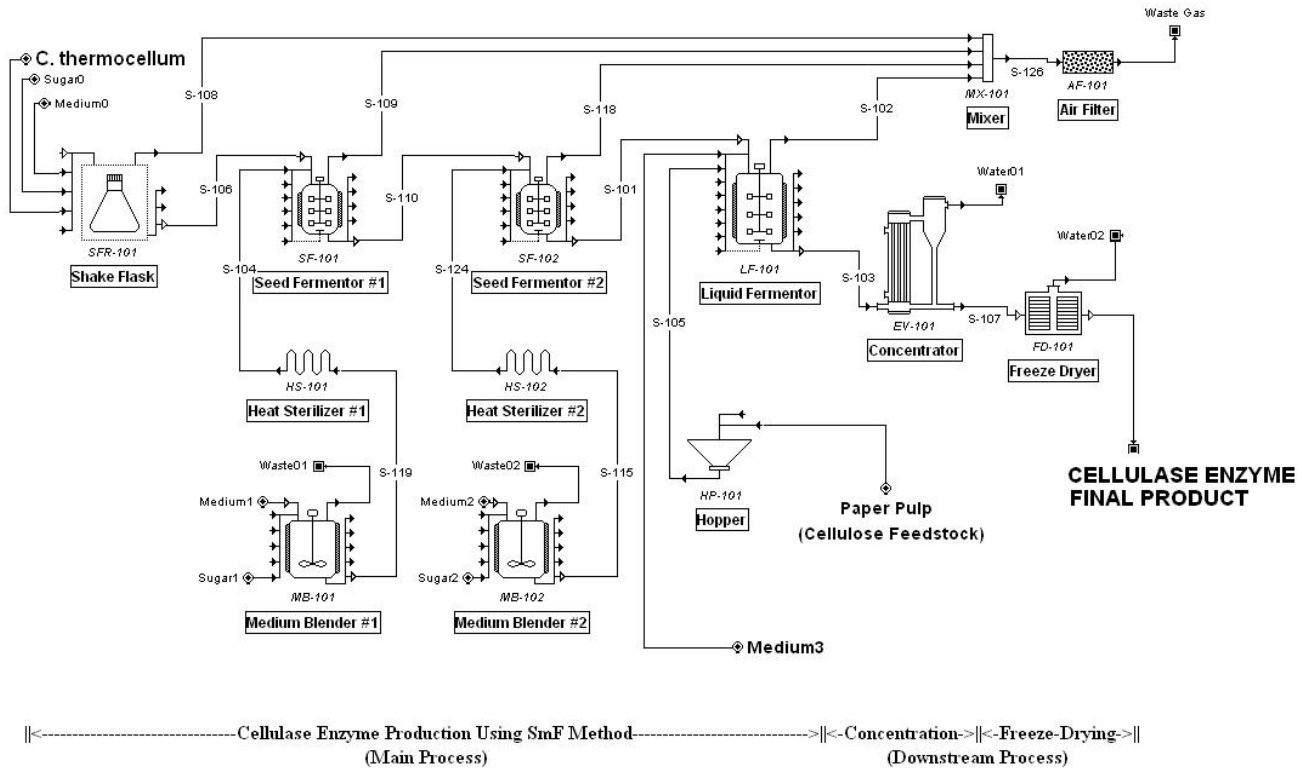 Waste Gas
C. thermocellum
Sugar0
Medium0
S-108
S-109
S-118
S-102
S-126
MX-101
Mixer
AF-101
Air Filter
S-106
S-110
S-101
Water01
SFR-101
Shake Flask
S-104
SF-101
Seed Fermentor #1
S-124
SF-102
Seed Fermentor #2
LF-101
Liquid Fermentor
S-103
Water02
S-105
EV-101
Concentrator
S-107
FD-101
Freeze Dryer
HS-101
Heat Sterilizer #1
HS-102
Heat Sterilizer #2
Waste01
S-119
Waste02
S-115
Medium1
Medium2
HP-101
Hopper
Paper Pulp
(Cellulose Feedstock)
CELLULASE ENZYME
FINAL PRODUCT
Sugar1
Sugar2
MB-101
Medium Blender #1
MB-102
Medium Blender #2
Medium3
||<----------------------------Cellulase Enzyme Production Using SmF Method--------------------------->||<-Concentration->||<-Freeze-Drying->||
(Main Process) (Downstream Process)